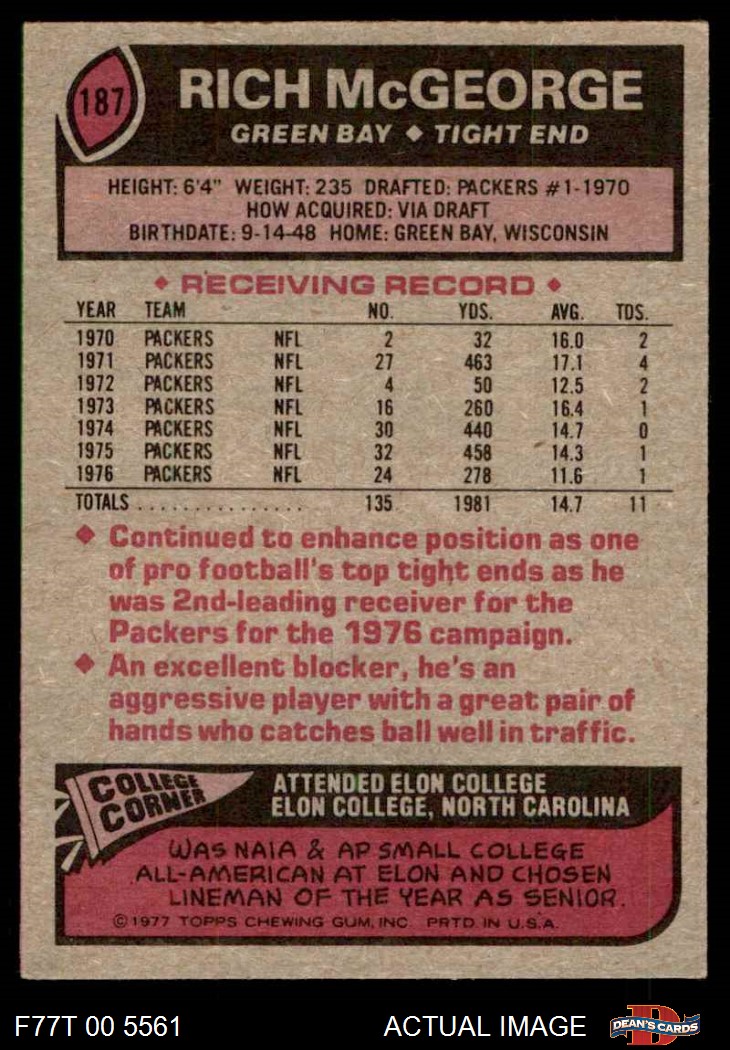 187
RICH McGEORGE
GREEN BAY ◆ TIGHT END
HEIGHT: 6'4" WEIGHT: 235 DRAFTED: PACKERS #1-1970
HOW ACQUIRED: VIA DRAFT
BIRTHDATE: 9-14-48 HOME: GREEN BAY, WISCONSIN
◆ RECEIVING RECORD ◆
YEAR TEAM NO. YDS. AVG. TDS.
1970 PACKERS NFL 2 32 16.0 2
1971 PACKERS NFL 27 463 17.1 4
1972 PACKERS NFL 4 50 12.5 2
1973 PACKERS NFL 16 260 16.4 1
1974 PACKERS NFL 30 440 14.7 0
1975 PACKERS NFL 32 458 14.3 1
1976 PACKERS NFL 24 278 11.6 1
TOTALS ............... 135 1981 14.7 11
◆ Continued to enhance position as one
of pro football's top tight ends as he
was 2nd-leading receiver for the
Packers for the 1976 campaign.
◆ An excellent blocker, he's an
aggressive player with a great pair of
hands who catches ball well in traffic.
COLLEGE
CORNER
ATTENDED ELON COLLEGE
ELON COLLEGE, NORTH CAROLINA
WAS NAIA & AP SMALL COLLEGE
ALL-AMERICAN AT ELON AND CHOSEN
LINEMAN OF THE YEAR AS SENIOR.
©1977 TOPPS CHEWING GUM, INC. PRTD. IN U.S.A.
F77T 00 5561 ACTUAL IMAGE
D
DEAN'S CARDS